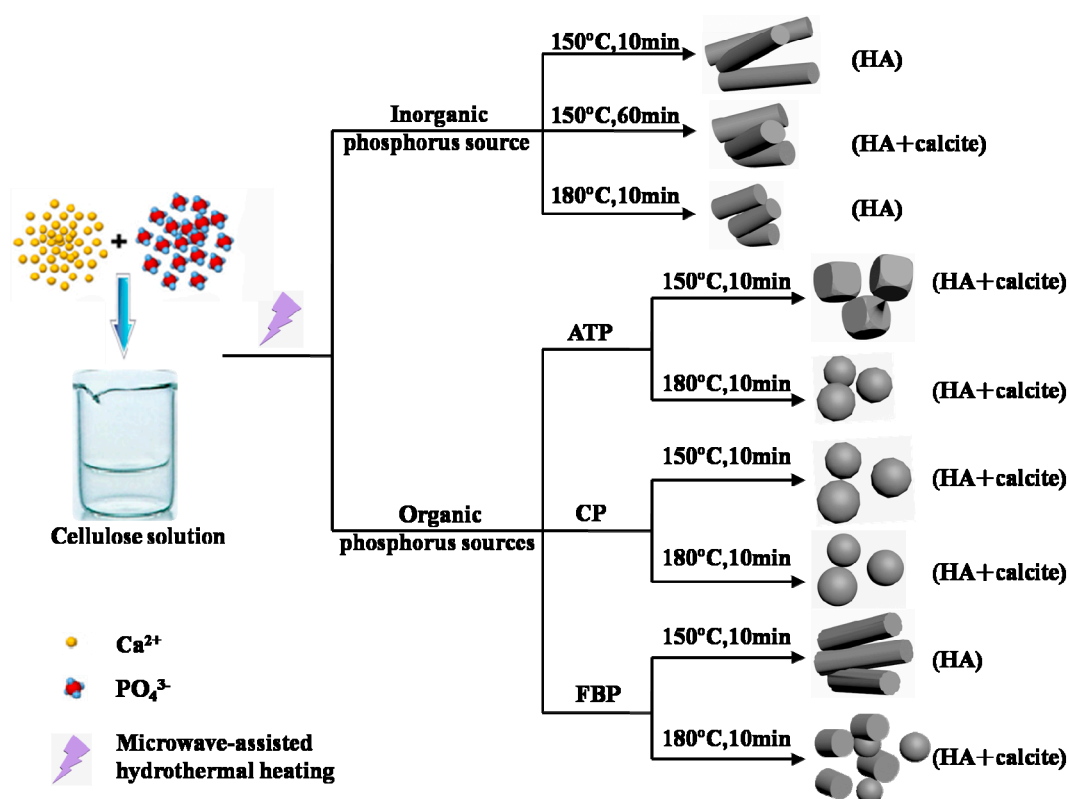 150°C,10min
(HA)
Inorganic
phosphorus source
150°C,60min
(HA+calcite)
180°C,10min
(HA)
+
150°C,10min
(HA+calcite)
ATP
180°C,10min
(HA+calcite)
150°C,10min
(HA+calcite)
Organic
phosphorus sources
CP
Cellulose solution
180°C,10min
(HA+calcite)
150°C,10min
(HA)
FBP
180°C,10min
(HA+calcite)
Ca²⁺
PO₄³⁻
Microwave-assisted
hydrothermal heating